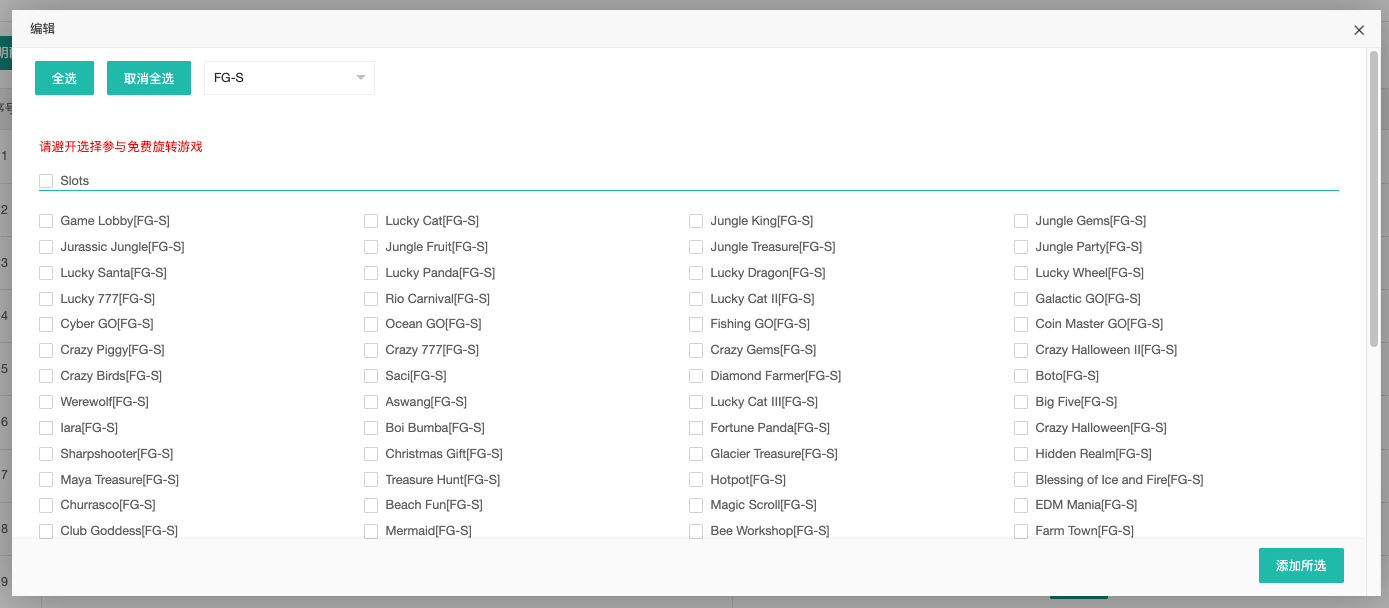 编辑
全选 取消全选 FG-S
请避开选择参与免费旋转游戏
Slots
Game Lobby[FG-S] Lucky Cat[FG-S] Jungle King[FG-S] Jungle Gems[FG-S]
Jurassic Jungle[FG-S] Jungle Fruit[FG-S] Jungle Treasure[FG-S] Jungle Party[FG-S]
Lucky Santa[FG-S] Lucky Panda[FG-S] Lucky Dragon[FG-S] Lucky Wheel[FG-S]
Lucky 777[FG-S] Rio Carnival[FG-S] Lucky Cat II[FG-S] Galactic GO[FG-S]
Cyber GO[FG-S] Ocean GO[FG-S] Fishing GO[FG-S] Coin Master GO[FG-S]
Crazy Piggy[FG-S] Crazy 777[FG-S] Crazy Gems[FG-S] Crazy Halloween II[FG-S]
Crazy Birds[FG-S] Saci[FG-S] Diamond Farmer[FG-S] Boto[FG-S]
Werewolf[FG-S] Aswang[FG-S] Lucky Cat III[FG-S] Big Five[FG-S]
Iara[FG-S] Boi Bumba[FG-S] Fortune Panda[FG-S] Crazy Halloween[FG-S]
Sharpshooter[FG-S] Christmas Gift[FG-S] Glacier Treasure[FG-S] Hidden Realm[FG-S]
Maya Treasure[FG-S] Treasure Hunt[FG-S] Hotpot[FG-S] Blessing of Ice and Fire[FG-S]
Churrasco[FG-S] Beach Fun[FG-S] Magic Scroll[FG-S] EDM Mania[FG-S]
Club Goddess[FG-S] Mermaid[FG-S] Bee Workshop[FG-S] Farm Town[FG-S]
添加所选
1
2
3
4
5
6
7
8
9